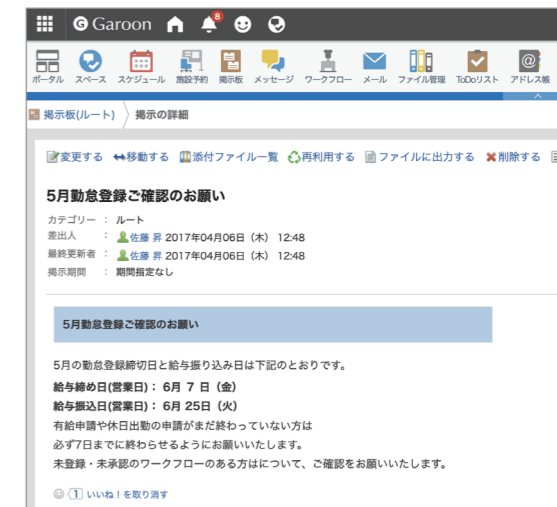 Garoon 8
ポータル スペース スケジュール 施設予約 掲示板 メッセージ ワークフロー メール ファイル管理 ToDoリスト アドレス帳
掲示板(ルート) 掲示の詳細
変更する 移動する 添付ファイル一覧 再利用する ファイルに出力する 削除する
5月勤怠登録ご確認のお願い
カテゴリー : ルート
差出人 : 佐藤 昇 2017年04月06日（木） 12:48
最終更新者 : 佐藤 昇 2017年04月06日（木） 12:48
掲示期間 : 期間指定なし
5月勤怠登録ご確認のお願い
5月の勤怠登録締切日と給与振り込み日は下記のとおりです。
給与締め日(営業日)： 6月 7 日（金）
給与振込日(営業日)： 6月 25日（火）
有給申請や休日出勤の申請がまだ終わっていない方は
必ず7日までに終わらせるようにお願いいたします。
未登録・未承認のワークフローのある方はについて、ご確認をお願いいたします。
1 いいね！を取り消す